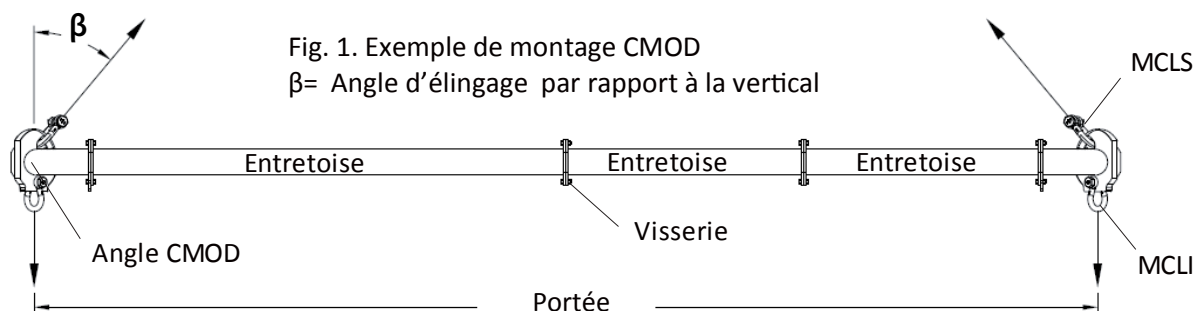 β
Fig. 1. Exemple de montage CMOD
β= Angle d’élingage par rapport à la vertical
MCLS
Entretoise Entretoise Entretoise
Visserie
Angle CMOD
MCLI
Portée